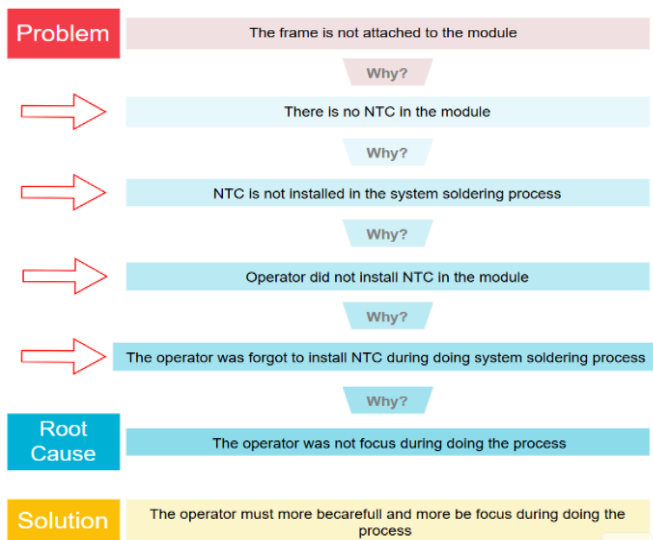 Problem
The frame is not attached to the module
Why?
There is no NTC in the module
Why?
NTC is not installed in the system soldering process
Why?
Operator did not install NTC in the module
Why?
The operator was forgot to install NTC during doing system soldering process
Why?
Root
Cause
The operator was not focus during doing the process
Solution
The operator must more becarefull and more be focus during doing the
process